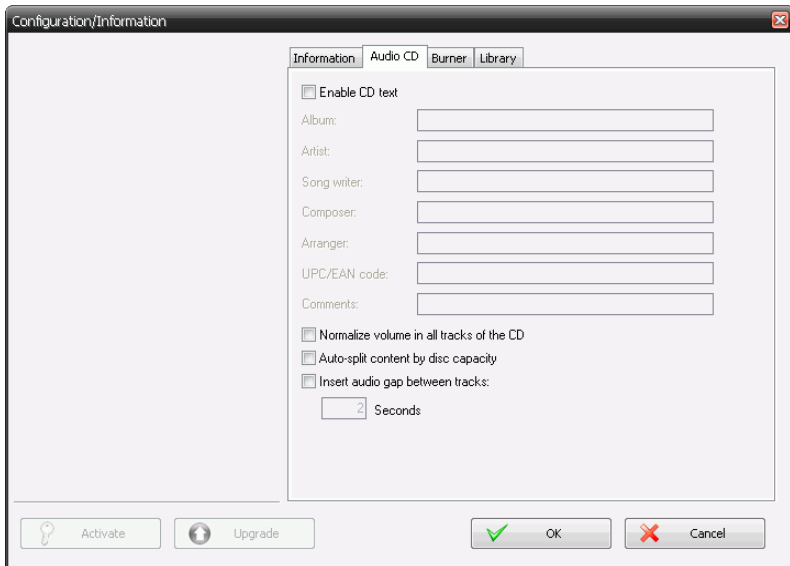 Configuration/Information
Information Audio CD Burner Library
Enable CD text
Album:
Artist:
Song writer:
Composer:
Arranger:
UPC/EAN code:
Comments:
Normalize volume in all tracks of the CD
Auto-split content by disc capacity
Insert audio gap between tracks:
2 Seconds
Activate Upgrade OK Cancel